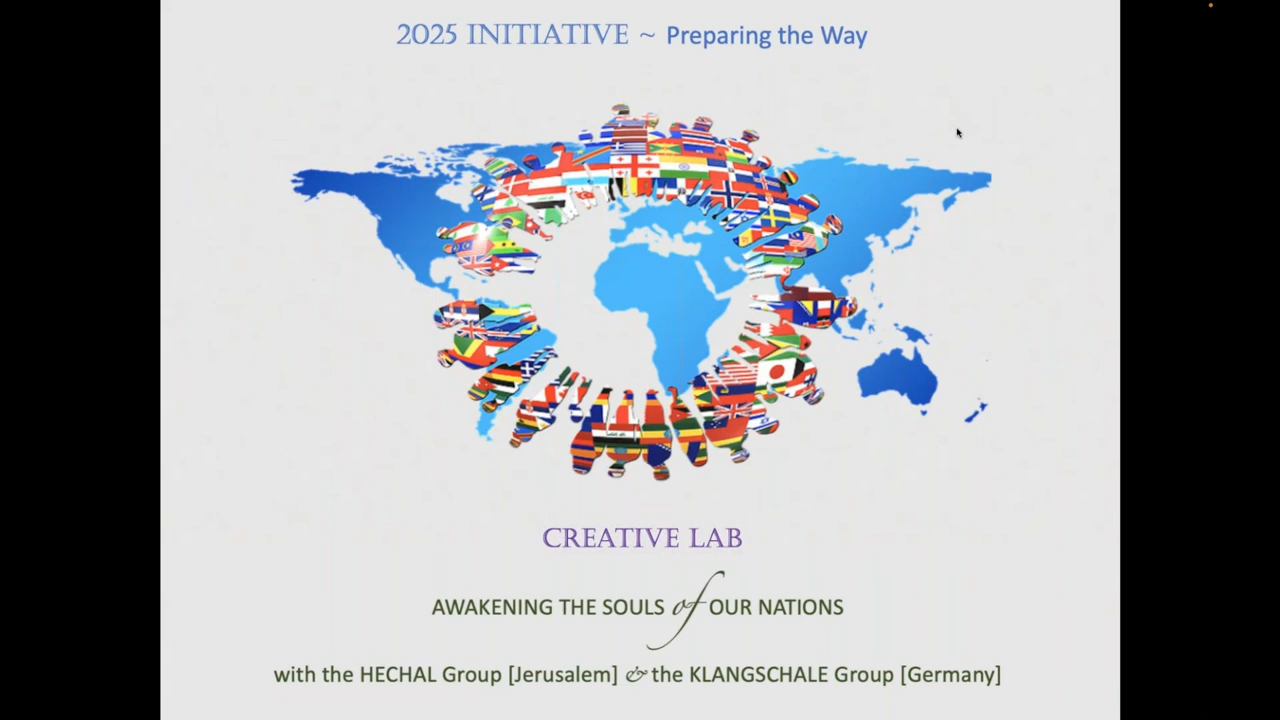 2025 INITIATIVE ~ Preparing the Way
CREATIVE LAB
AWAKENING THE SOULS of OUR NATIONS
with the HECHAL Group [Jerusalem] & the KLANGSCHALE Group [Germany]